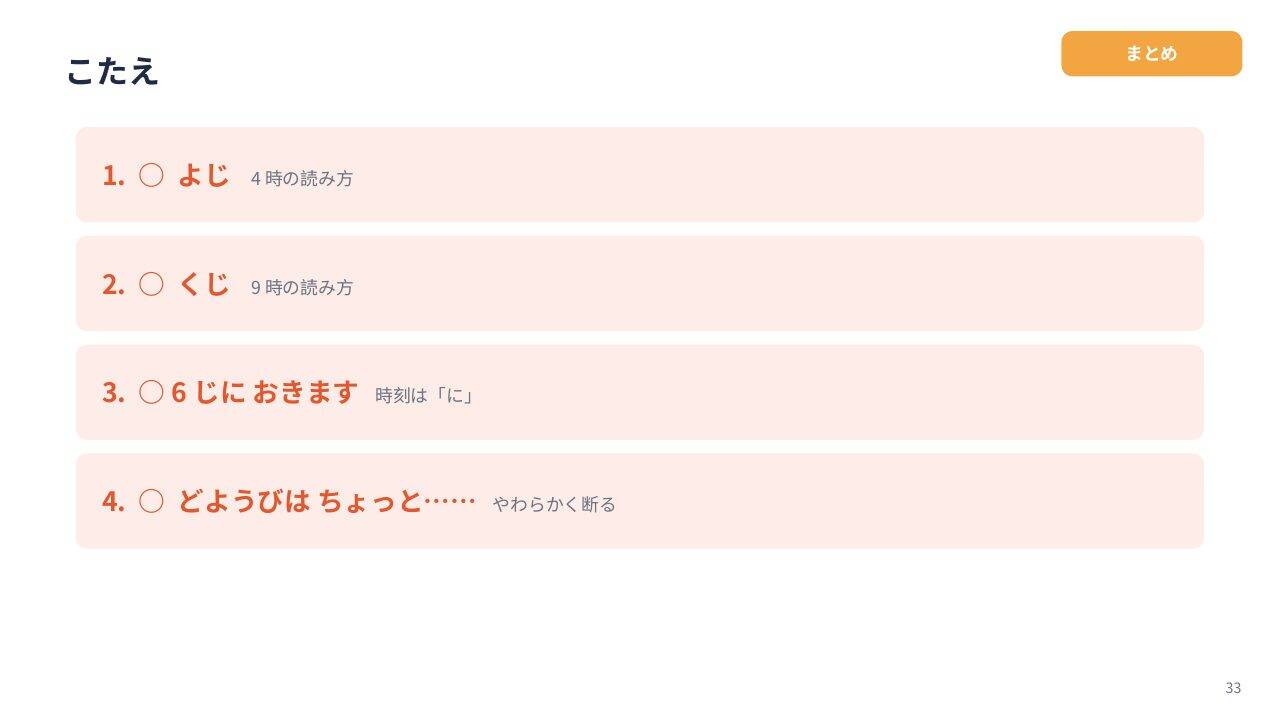 こたえ
まとめ
1. ○ よじ 4 時の読み方
2. ○ くじ 9 時の読み方
3. ○ 6 じに おきます 時刻は「に」
4. ○ どようびは ちょっと…… やわらかく断る
33